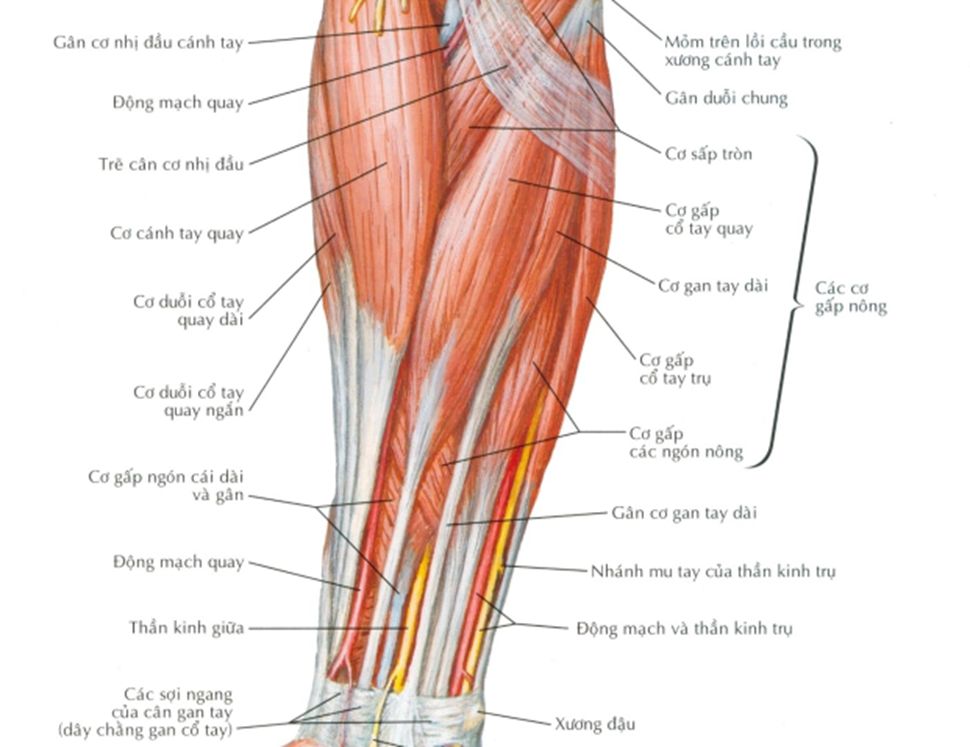 Gân cơ nhị đầu cánh tay
Động mạch quay
Trẽ cân cơ nhị đầu
Cơ cánh tay quay
Cơ duỗi cổ tay
quay dài
Cơ duỗi cổ tay
quay ngắn
Cơ gấp ngón cái dài
và gân
Động mạch quay
Thần kinh giữa
Các sợi ngang
của cân gan tay
(dây chằng gan cổ tay)
Mỏm trên lồi cầu trong
xương cánh tay
Gân duỗi chung
Cơ sấp tròn
Cơ gấp
cổ tay quay
Cơ gan tay dài
Cơ gấp
cổ tay trụ
Cơ gấp
các ngón nông
Các cơ
gấp nông
Gân cơ gan tay dài
Nhánh mu tay của thần kinh trụ
Động mạch và thần kinh trụ
Xương đậu